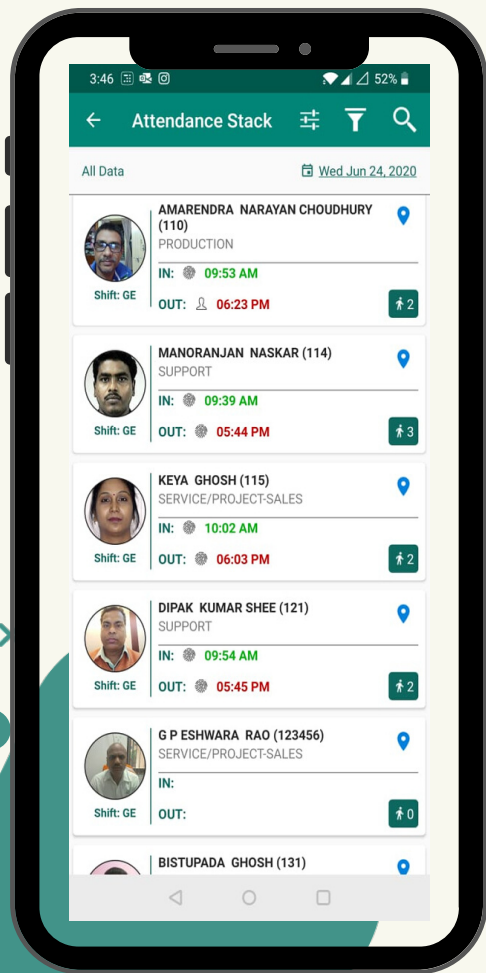 3:46 52%
Attendance Stack
All Data Wed Jun 24, 2020
AMARENDRA NARAYAN CHOUDHURY
(110)
PRODUCTION
IN: 09:53 AM
Shift: GE
OUT: 06:23 PM 2
MANORANJAN NASKAR (114)
SUPPORT
IN: 09:39 AM
Shift: GE OUT: 05:44 PM 3
KEYA GHOSH (115)
SERVICE/PROJECT-SALES
IN: 10:02 AM
Shift: GE OUT: 06:03 PM 2
DIPAK KUMAR SHEE (121)
SUPPORT
IN: 09:54 AM
Shift: GE OUT: 05:45 PM 2
G P ESHWARA RAO (123456)
SERVICE/PROJECT-SALES
IN:
Shift: GE OUT: 0
BISTUPADA GHOSH (131)